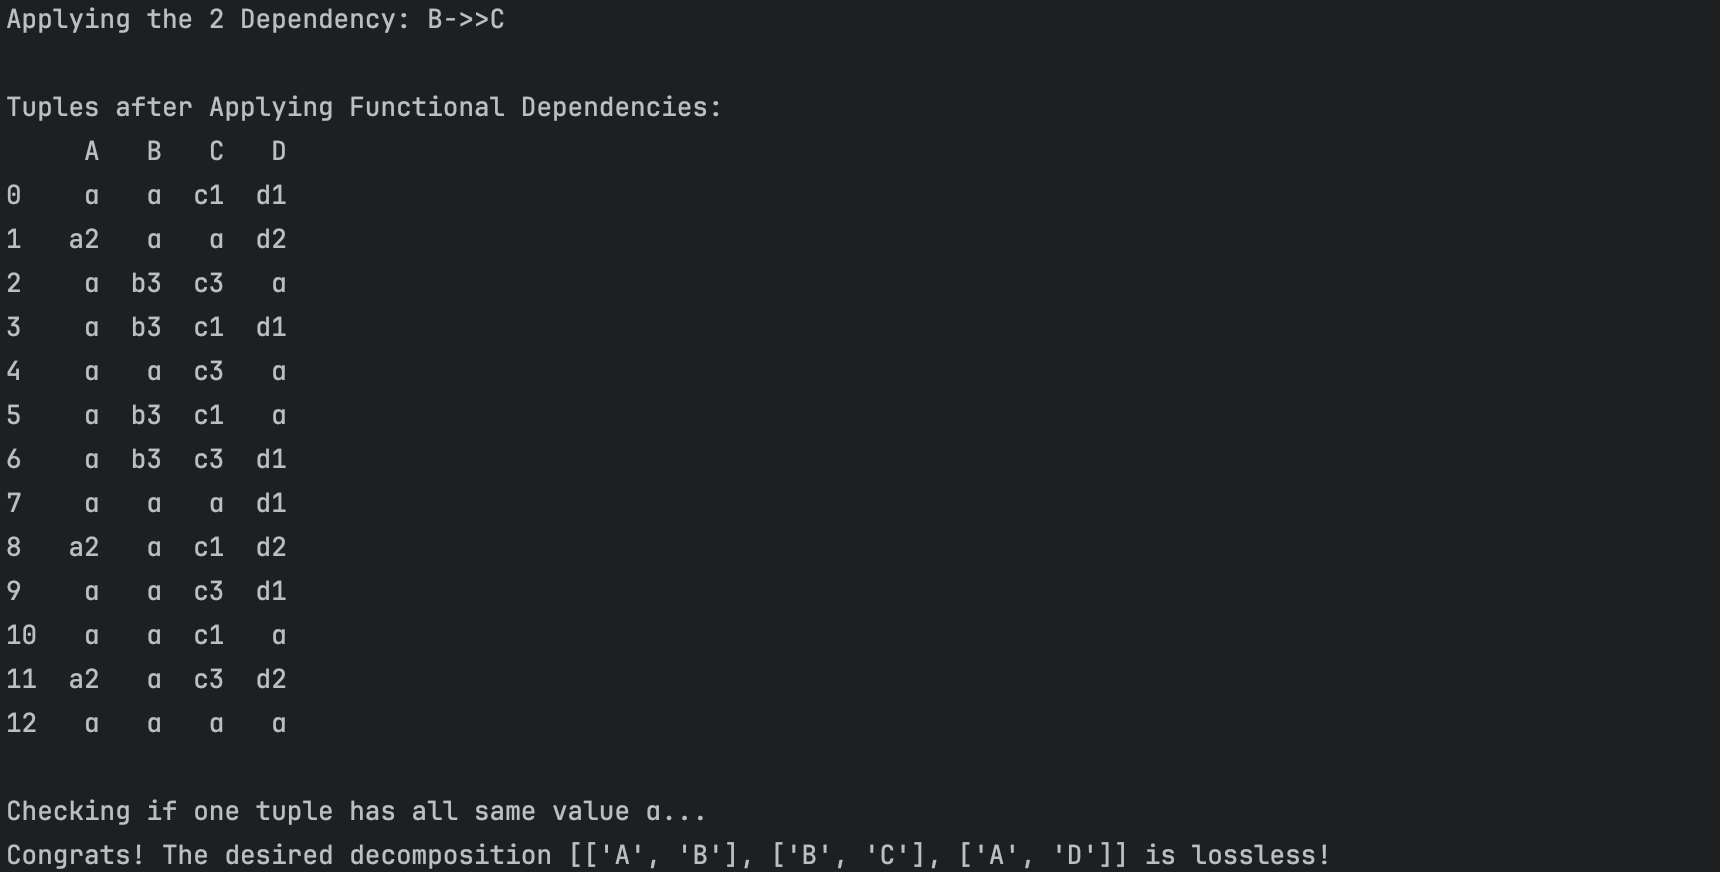 Applying the 2 Dependency: B->>C
Tuples after Applying Functional Dependencies:
A B C D
0 ɑ ɑ c1 d1
1 a2 ɑ ɑ d2
2 ɑ b3 c3 ɑ
3 ɑ b3 c1 d1
4 ɑ ɑ c3 ɑ
5 ɑ b3 c1 ɑ
6 ɑ b3 c3 d1
7 ɑ ɑ ɑ d1
8 a2 ɑ c1 d2
9 ɑ ɑ c3 d1
10 ɑ ɑ c1 ɑ
11 a2 ɑ c3 d2
12 ɑ ɑ ɑ ɑ
Checking if one tuple has all same value ɑ...
Congrats! The desired decomposition [['A', 'B'], ['B', 'C'], ['A', 'D']] is lossless!